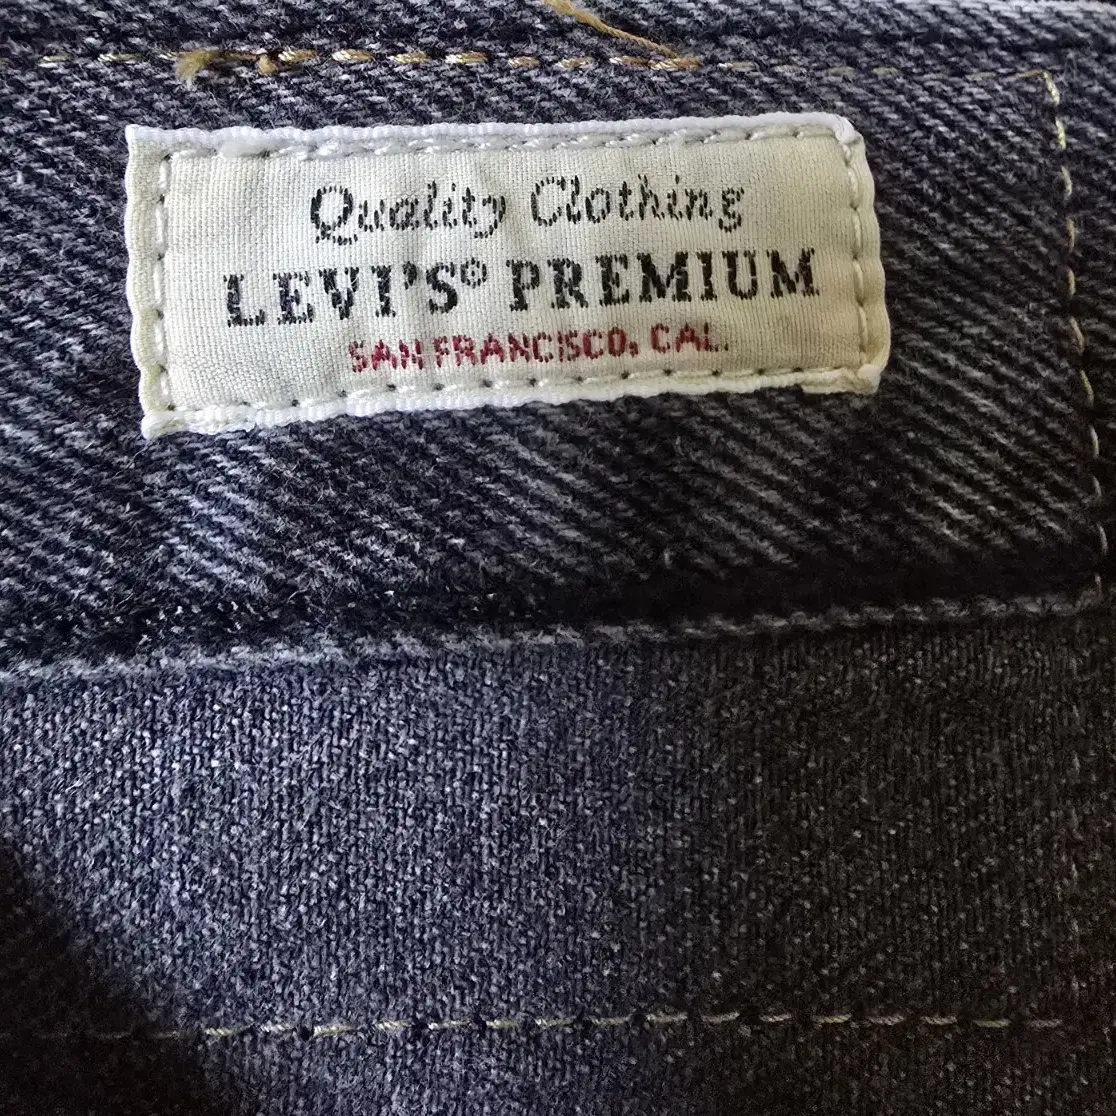 Quality Clothing
LEVI'S® PREMIUM
SAN FRANCISCO, CAL.